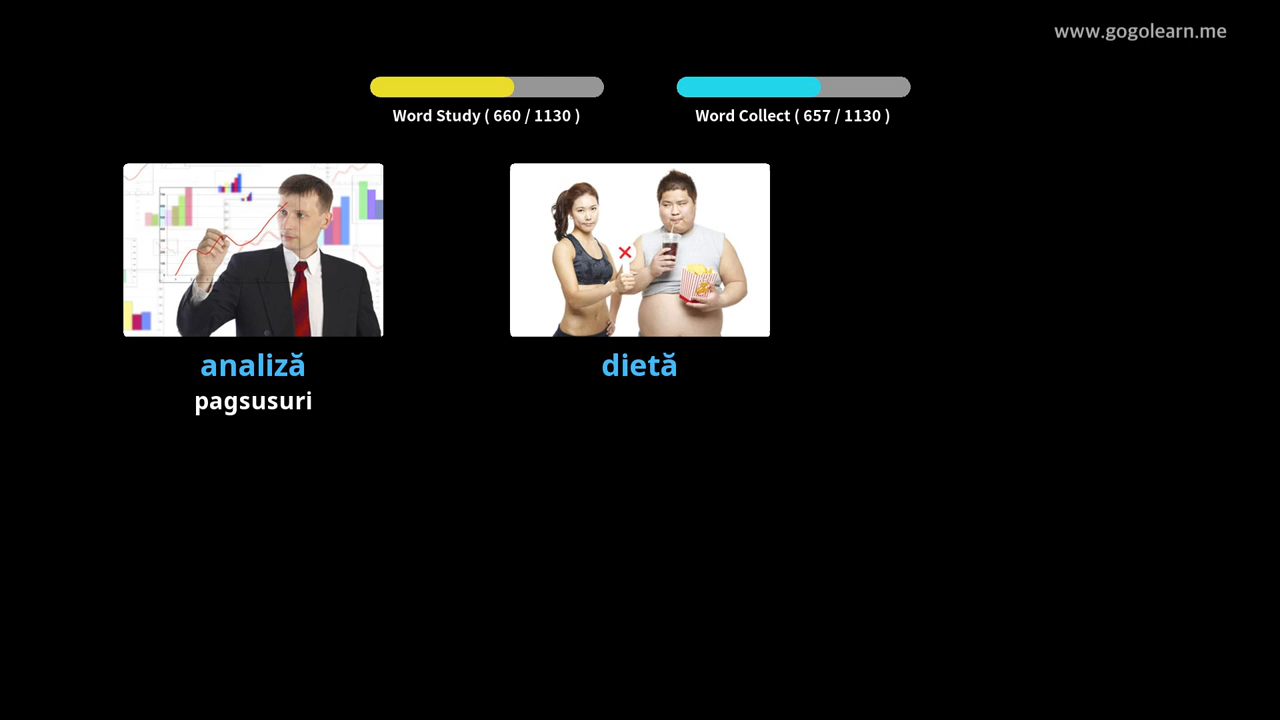 www.gogolearn.me
Word Study ( 660 / 1130 )
Word Collect ( 657 / 1130 )
analiză
pagsusuri
dietă